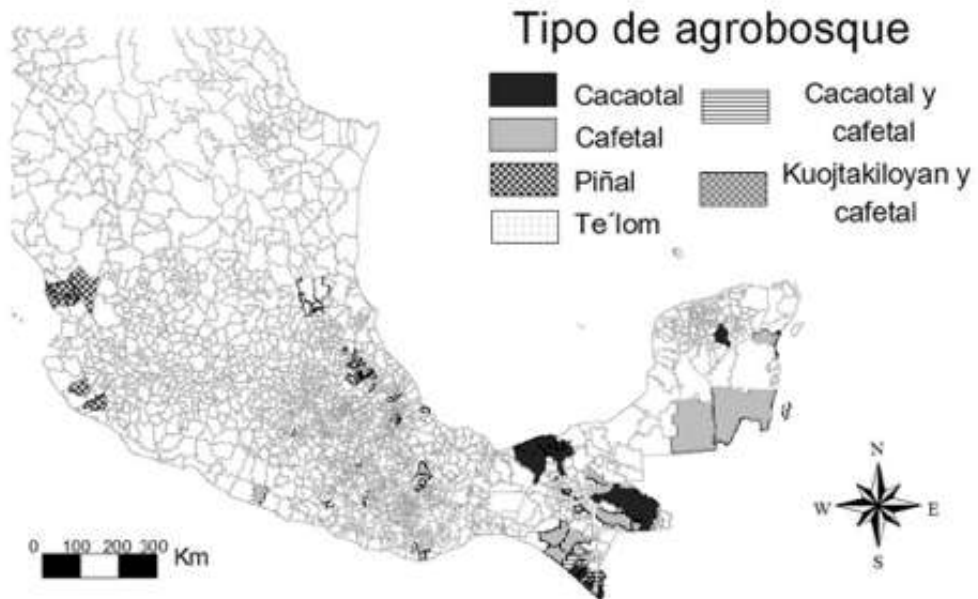 Tipo de agrobosque
Cacaotal
Cafetal
Piñal
Te´lom
Cacaotal y
cafetal
Kuojtakiloyan y
cafetal
N
W
E
S
0 100 200 300 Km